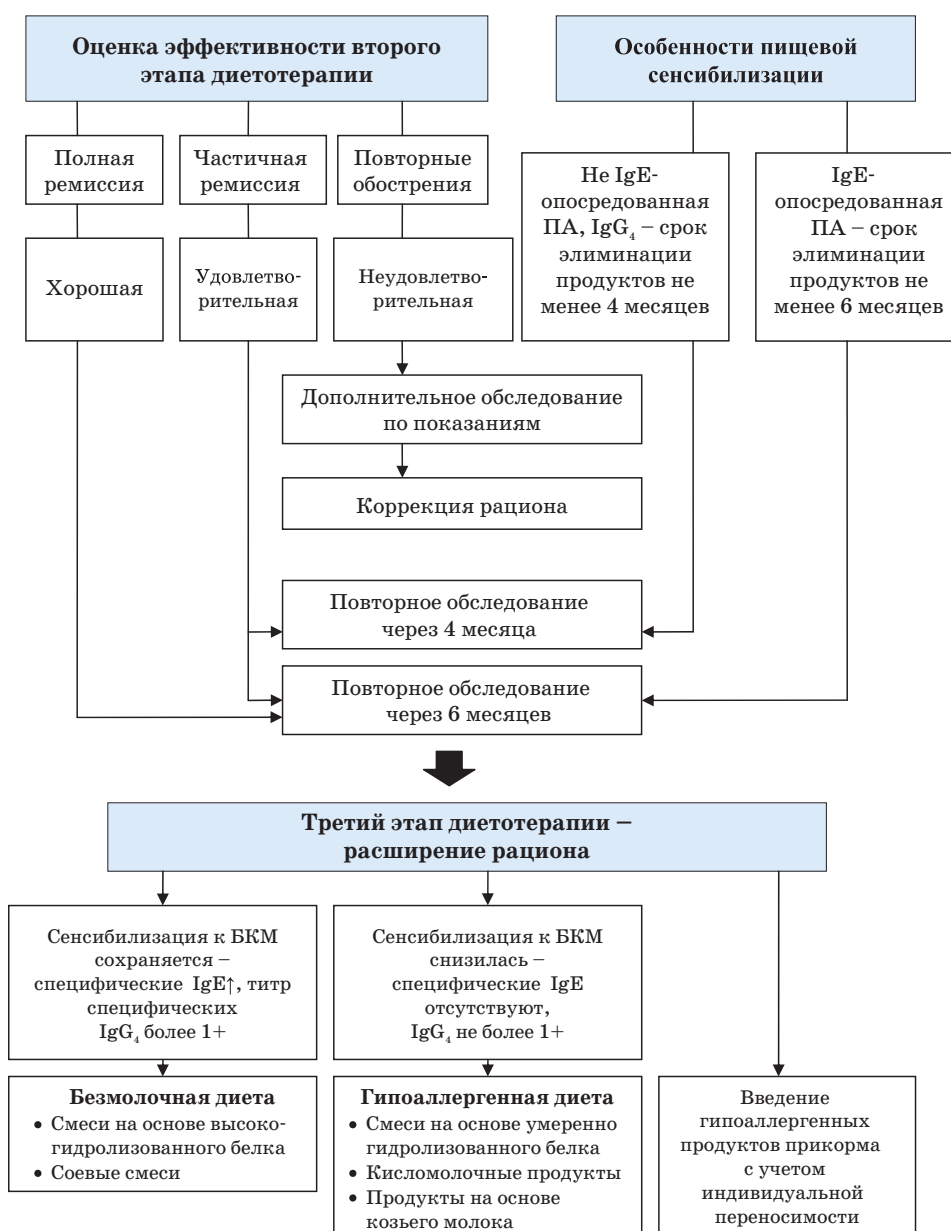 Оценка эффективности второго
этапа диетотерапии
Особенности пищевой
сенсибилизации
Полная
ремиссия
Частичная
ремиссия
Повторные
обострения
Хорошая
Удовлетво-
рительная
Неудовлетво-
рительная
Не IgE-
опосредованная
ПА, IgG₄ – срок
элиминации
продуктов не
менее 4 месяцев
IgE-
опосредованная
ПА – срок
элиминации
продуктов не
менее 6 месяцев
Дополнительное обследование
по показаниям
Коррекция рациона
Повторное обследование
через 4 месяца
Повторное обследование
через 6 месяцев
Третий этап диетотерапии –
расширение рациона
Сенсибилизация к БКМ
сохраняется –
специфические IgE↑, титр
специфических
IgG₄ более 1+
Сенсибилизация к БКМ
снизилась –
специфические IgE
отсутствуют,
IgG₄ не более 1+
Безмолочная диета
• Смеси на основе высоко-
гидролизованного белка
• Соевые смеси
Гипоаллергенная диета
• Смеси на основе умеренно
гидролизованного белка
• Кисломолочные продукты
• Продукты на основе
козьего молока
Введение
гипоаллергенных
продуктов прикорма
с учетом
индивидуальной
переносимости